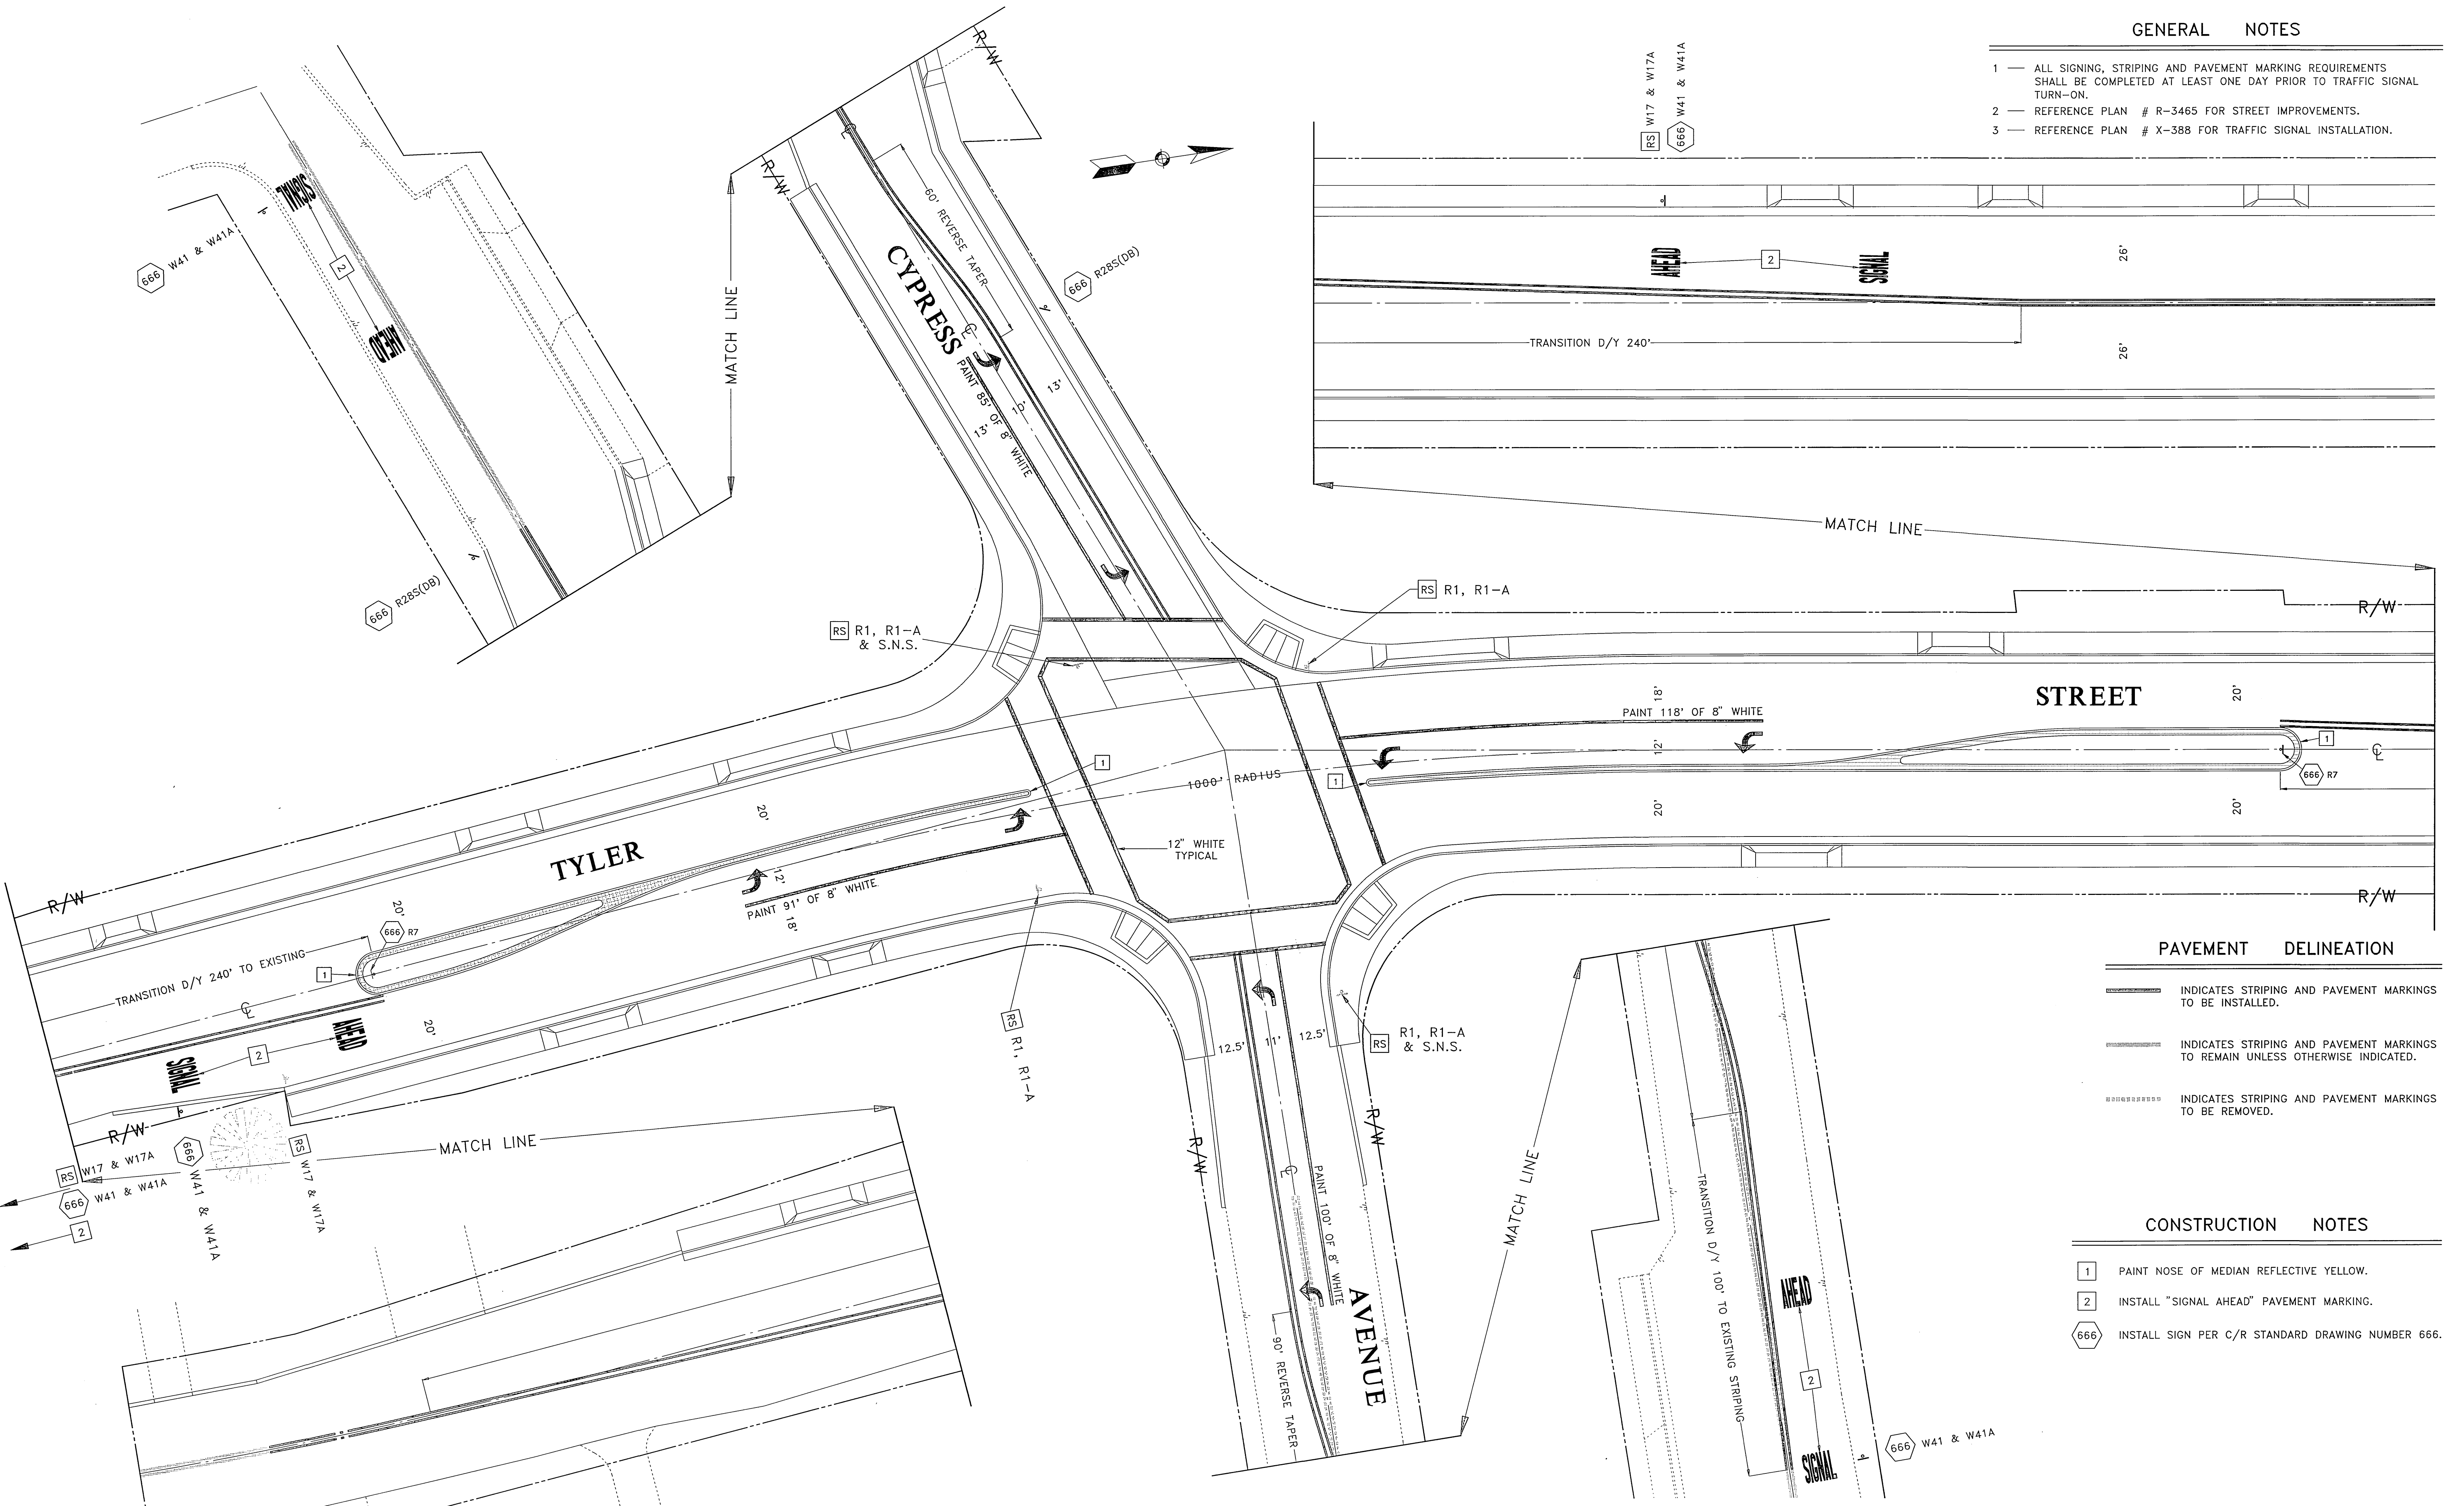 GENERAL NOTES
1 — ALL SIGNING, STRIPING AND PAVEMENT MARKING REQUIREMENTS
SHALL BE COMPLETED AT LEAST ONE DAY PRIOR TO TRAFFIC SIGNAL
TURN-ON.
2 — REFERENCE PLAN # R-3465 FOR STREET IMPROVEMENTS.
3 — REFERENCE PLAN # X-388 FOR TRAFFIC SIGNAL INSTALLATION.
RS W17 & W17A
666 W41 & W41A
AHEAD
2
SIGNAL
26'
26'
TRANSITION D/Y 240'
MATCH LINE
SIGNAL
2
AHEAD
666 W41 & W41A
666 R28S(DB)
MATCH LINE
R/W
R/W
60' REVERSE TAPER
CYPRESS
℄
666 R28S(DB)
PAINT 85' OF 8" WHITE
13'
10'
13'
RS R1, R1-A
& S.N.S.
RS R1, R1-A
R/W
STREET
18'
PAINT 118' OF 8" WHITE
12'
20'
20'
20'
1
℄
666 R7
1
1
1000' RADIUS
12" WHITE
TYPICAL
R/W
TYLER
20'
12'
PAINT 91' OF 8" WHITE
18'
R/W
20'
666 R7
1
TRANSITION D/Y 240' TO EXISTING
℄
20'
AHEAD
2
SIGNAL
R/W
RS W17 & W17A
666 W41 & W41A
2
666 W41 & W41A
RS W17 & W17A
MATCH LINE
RS R1, R1-A
RS R1, R1-A
& S.N.S.
12.5'
11'
12.5'
R/W
R/W
℄
PAINT 100' OF 8" WHITE
AVENUE
90' REVERSE TAPER
MATCH LINE
TRANSITION D/Y 100' TO EXISTING STRIPING
AHEAD
2
SIGNAL
666 W41 & W41A
PAVEMENT DELINEATION
INDICATES STRIPING AND PAVEMENT MARKINGS
TO BE INSTALLED.
INDICATES STRIPING AND PAVEMENT MARKINGS
TO REMAIN UNLESS OTHERWISE INDICATED.
INDICATES STRIPING AND PAVEMENT MARKINGS
TO BE REMOVED.
CONSTRUCTION NOTES
1 PAINT NOSE OF MEDIAN REFLECTIVE YELLOW.
2 INSTALL "SIGNAL AHEAD" PAVEMENT MARKING.
666 INSTALL SIGN PER C/R STANDARD DRAWING NUMBER 666.